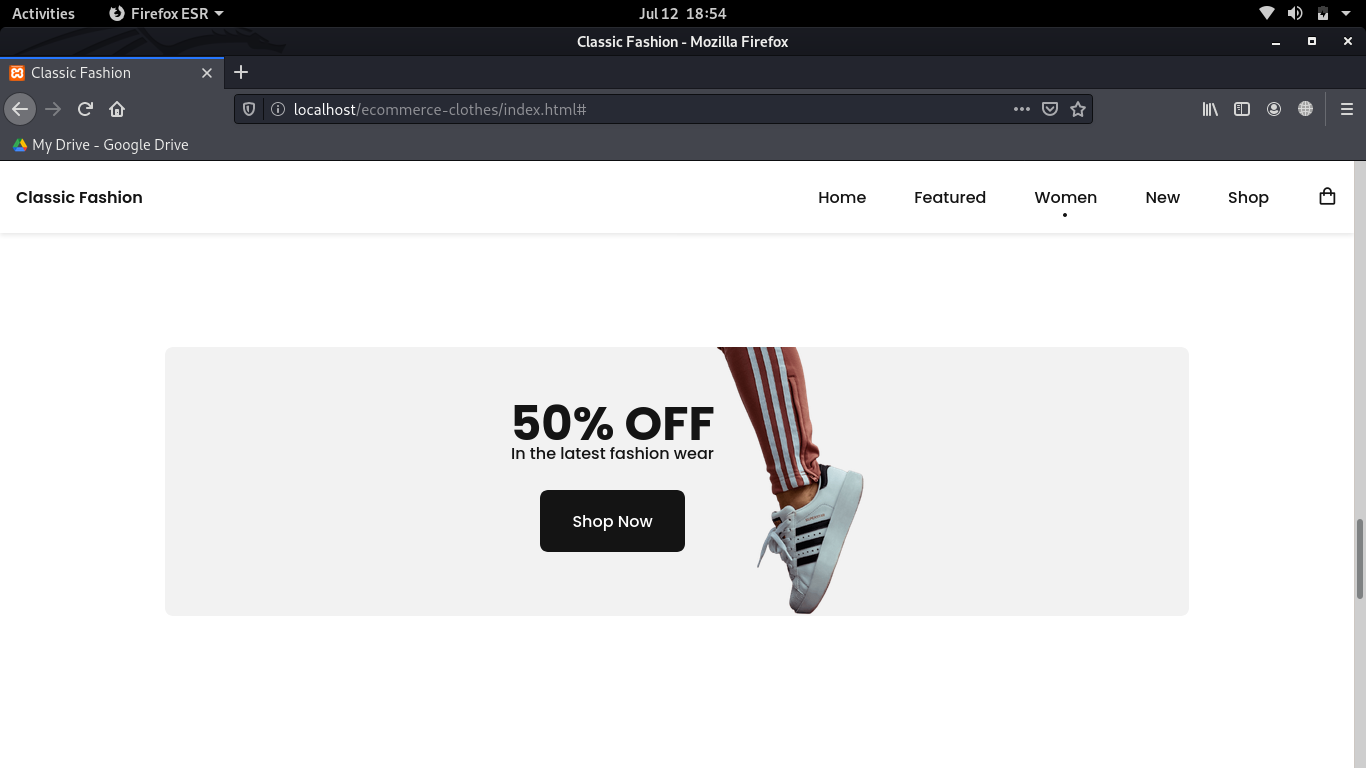 Activities
Firefox ESR
Jul 12 18:54
Classic Fashion - Mozilla Firefox
Classic Fashion
localhost/ecommerce-clothes/index.html#
My Drive - Google Drive
Classic Fashion
Home
Featured
Women
New
Shop
50% OFF
In the latest fashion wear
Shop Now